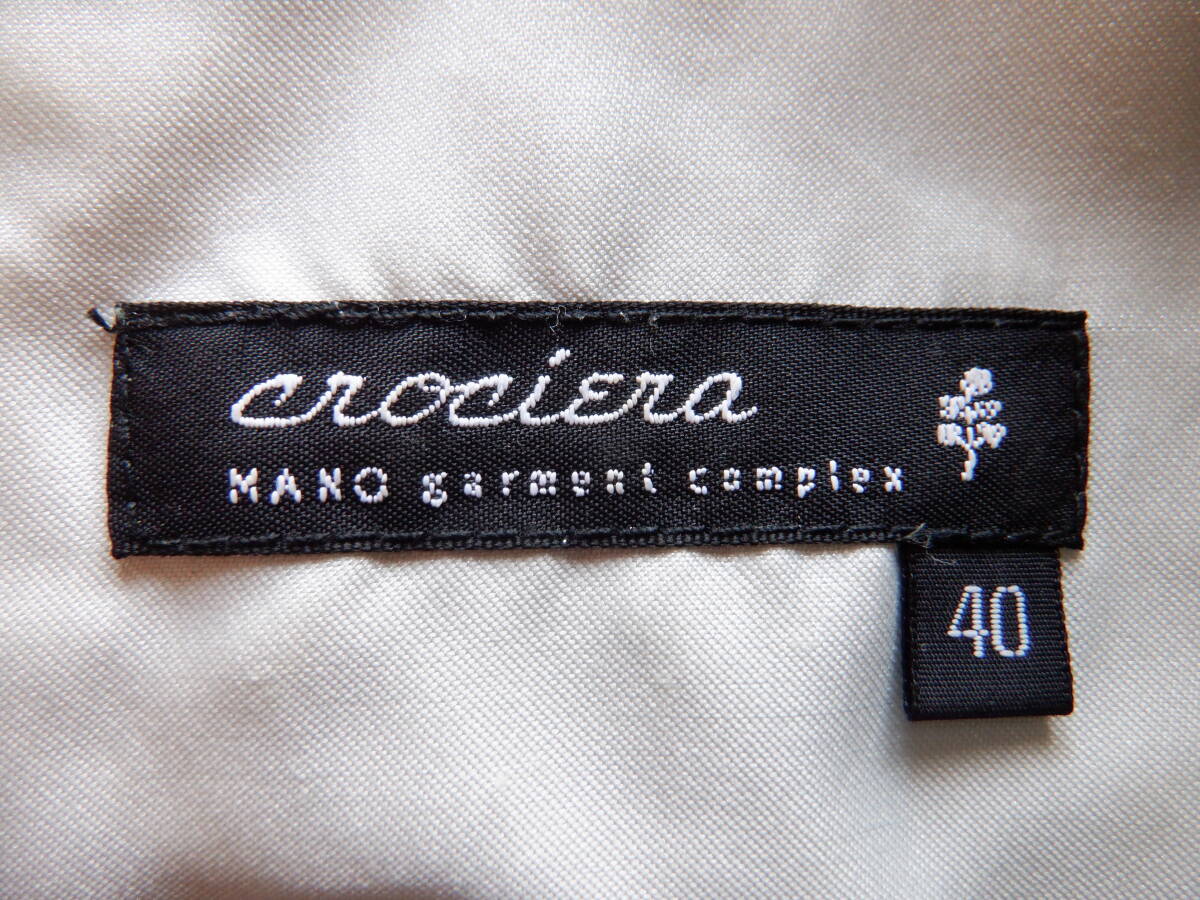 crociera
MANO garment complex
40